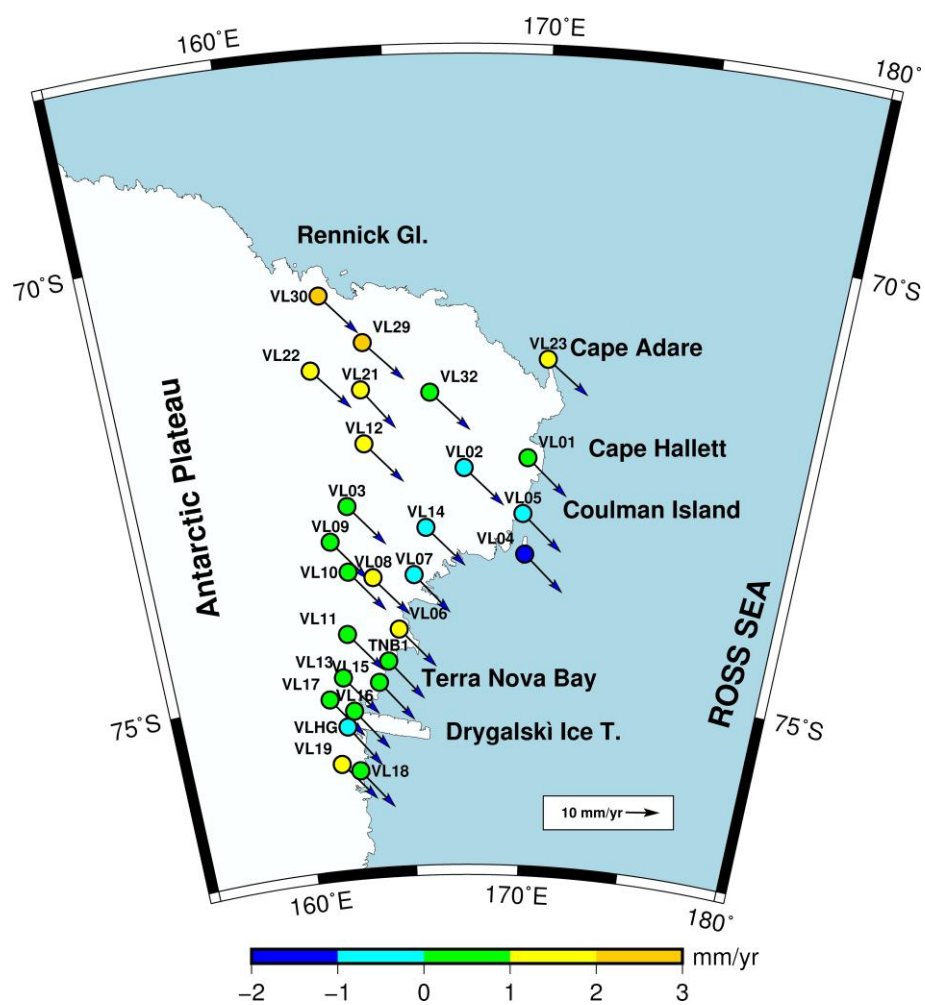 160˚E
170˚E
180˚
Rennick Gl.
70˚S
70˚S
VL30
VL29
VL23
Cape Adare
VL22
VL21
VL32
VL12
VL01
Cape Hallett
VL02
VL03
VL05
Coulman Island
VL14
VL09
VL04
VL08
VL07
VL10
Antarctic Plateau
VL06
VL11
TNB1
ROSS SEA
VL13
VL15
Terra Nova Bay
VL17
VL16
75˚S
75˚S
VLHG
Drygalskì Ice T.
VL19
VL18
10 mm/yr
160˚E
170˚E
180˚
mm/yr
−2 −1 0 1 2 3